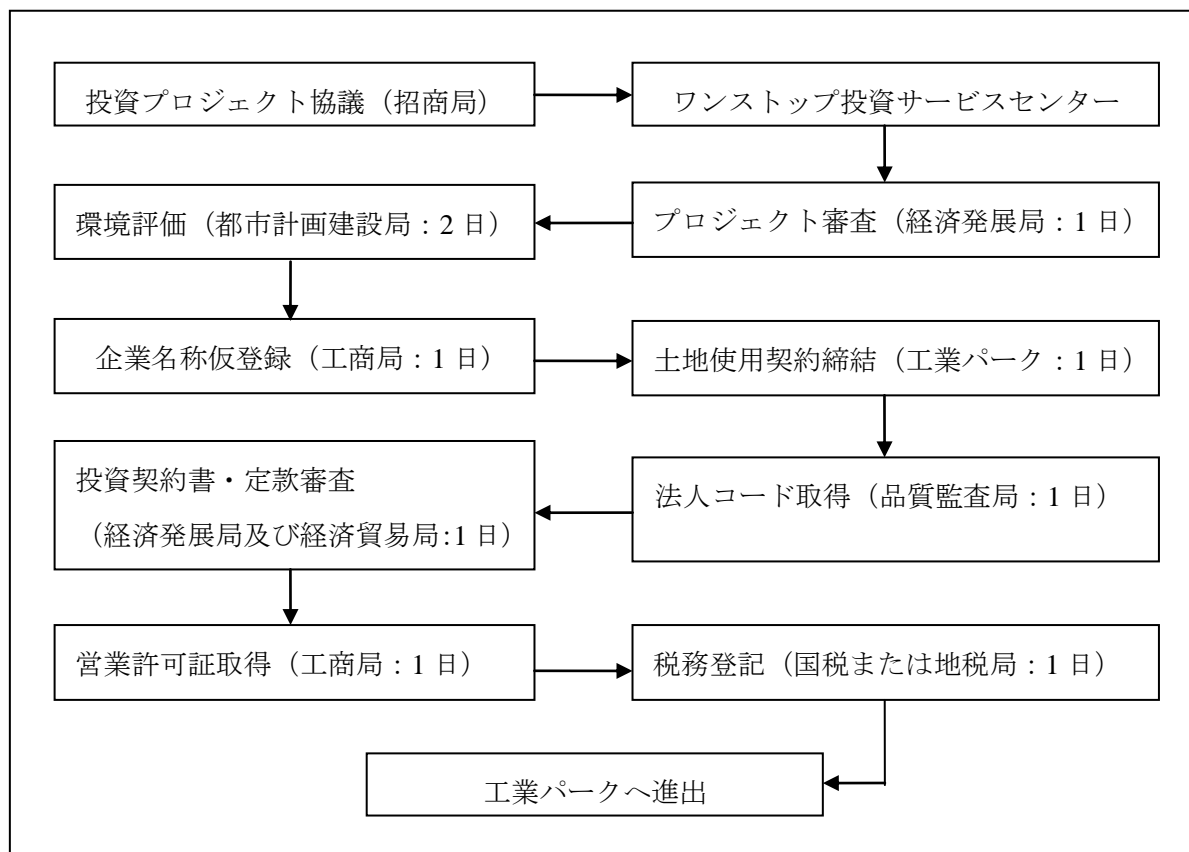 投資プロジェクト協議（招商局）
ワンストップ投資サービスセンター
プロジェクト審査（経済発展局：1 日）
環境評価（都市計画建設局：2 日）
企業名称仮登録（工商局：1 日）
土地使用契約締結（工業パーク：1 日）
法人コード取得（品質監査局：1 日）
投資契約書・定款審査
（経済発展局及び経済貿易局:1 日）
営業許可証取得（工商局：1 日）
税務登記（国税または地税局：1 日）
工業パークへ進出